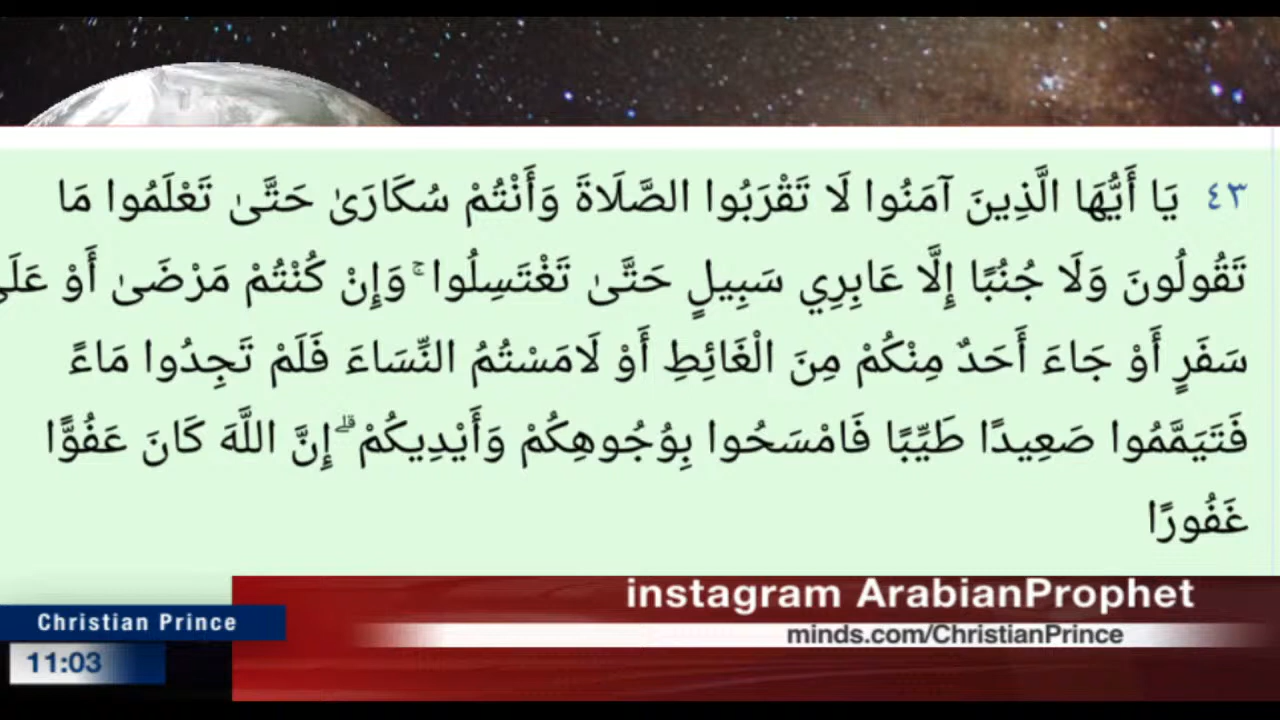 ٤٣ يَا أَيُّهَا الَّذِينَ آمَنُوا لَا تَقْرَبُوا الصَّلَاةَ وَأَنْتُمْ سُكَارَىٰ حَتَّىٰ تَعْلَمُوا مَا
تَقُولُونَ وَلَا جُنُبًا إِلَّا عَابِرِي سَبِيلٍ حَتَّىٰ تَغْتَسِلُوا ۚ وَإِنْ كُنْتُمْ مَرْضَىٰ أَوْ عَلَى
سَفَرٍ أَوْ جَاءَ أَحَدٌ مِنْكُمْ مِنَ الْغَائِطِ أَوْ لَامَسْتُمُ النِّسَاءَ فَلَمْ تَجِدُوا مَاءً
فَتَيَمَّمُوا صَعِيدًا طَيِّبًا فَامْسَحُوا بِوُجُوهِكُمْ وَأَيْدِيكُمْ ۗ إِنَّ اللَّهَ كَانَ عَفُوًّا
غَفُورًا
instagram ArabianProphet
minds.com/ChristianPrince
Christian Prince
11:03